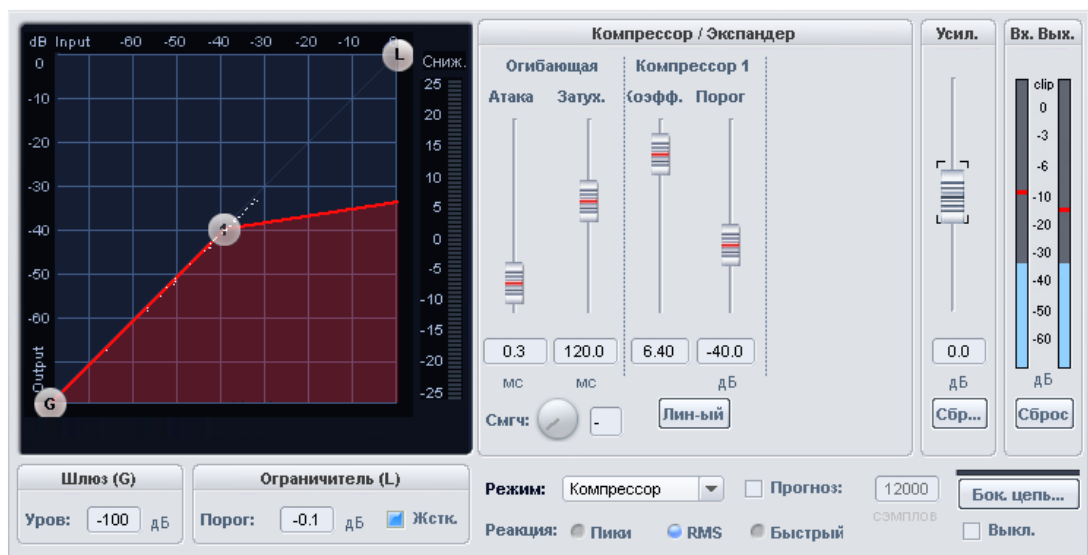 Компрессор / Экспандер
Усил.
Вх. Вых.
dB Input -60 -50 -40 -30 -20 -10
0
-10
-20
-30
-40
-50
-60
Output
L
1
G
Сниж.
25
20
15
10
5
0
-5
-10
-15
-20
-25
Огибающая
Компрессор 1
Атака Затух. Коэфф. Порог
0.3 120.0 6.40 -40.0
мс мс дБ
Смгч: -
Лин-ый
0.0
дБ
Сбр...
clip
0
-3
-6
-10
-20
-30
-40
-50
-60
дБ
Сброс
Шлюз (G)
Уров: -100 дБ
Ограничитель (L)
Порог: -0.1 дБ Жстк.
Режим: Компрессор Прогноз: 12000
сэмплов
Реакция: Пики RMS Быстрый
Бок. цепь...
Выкл.